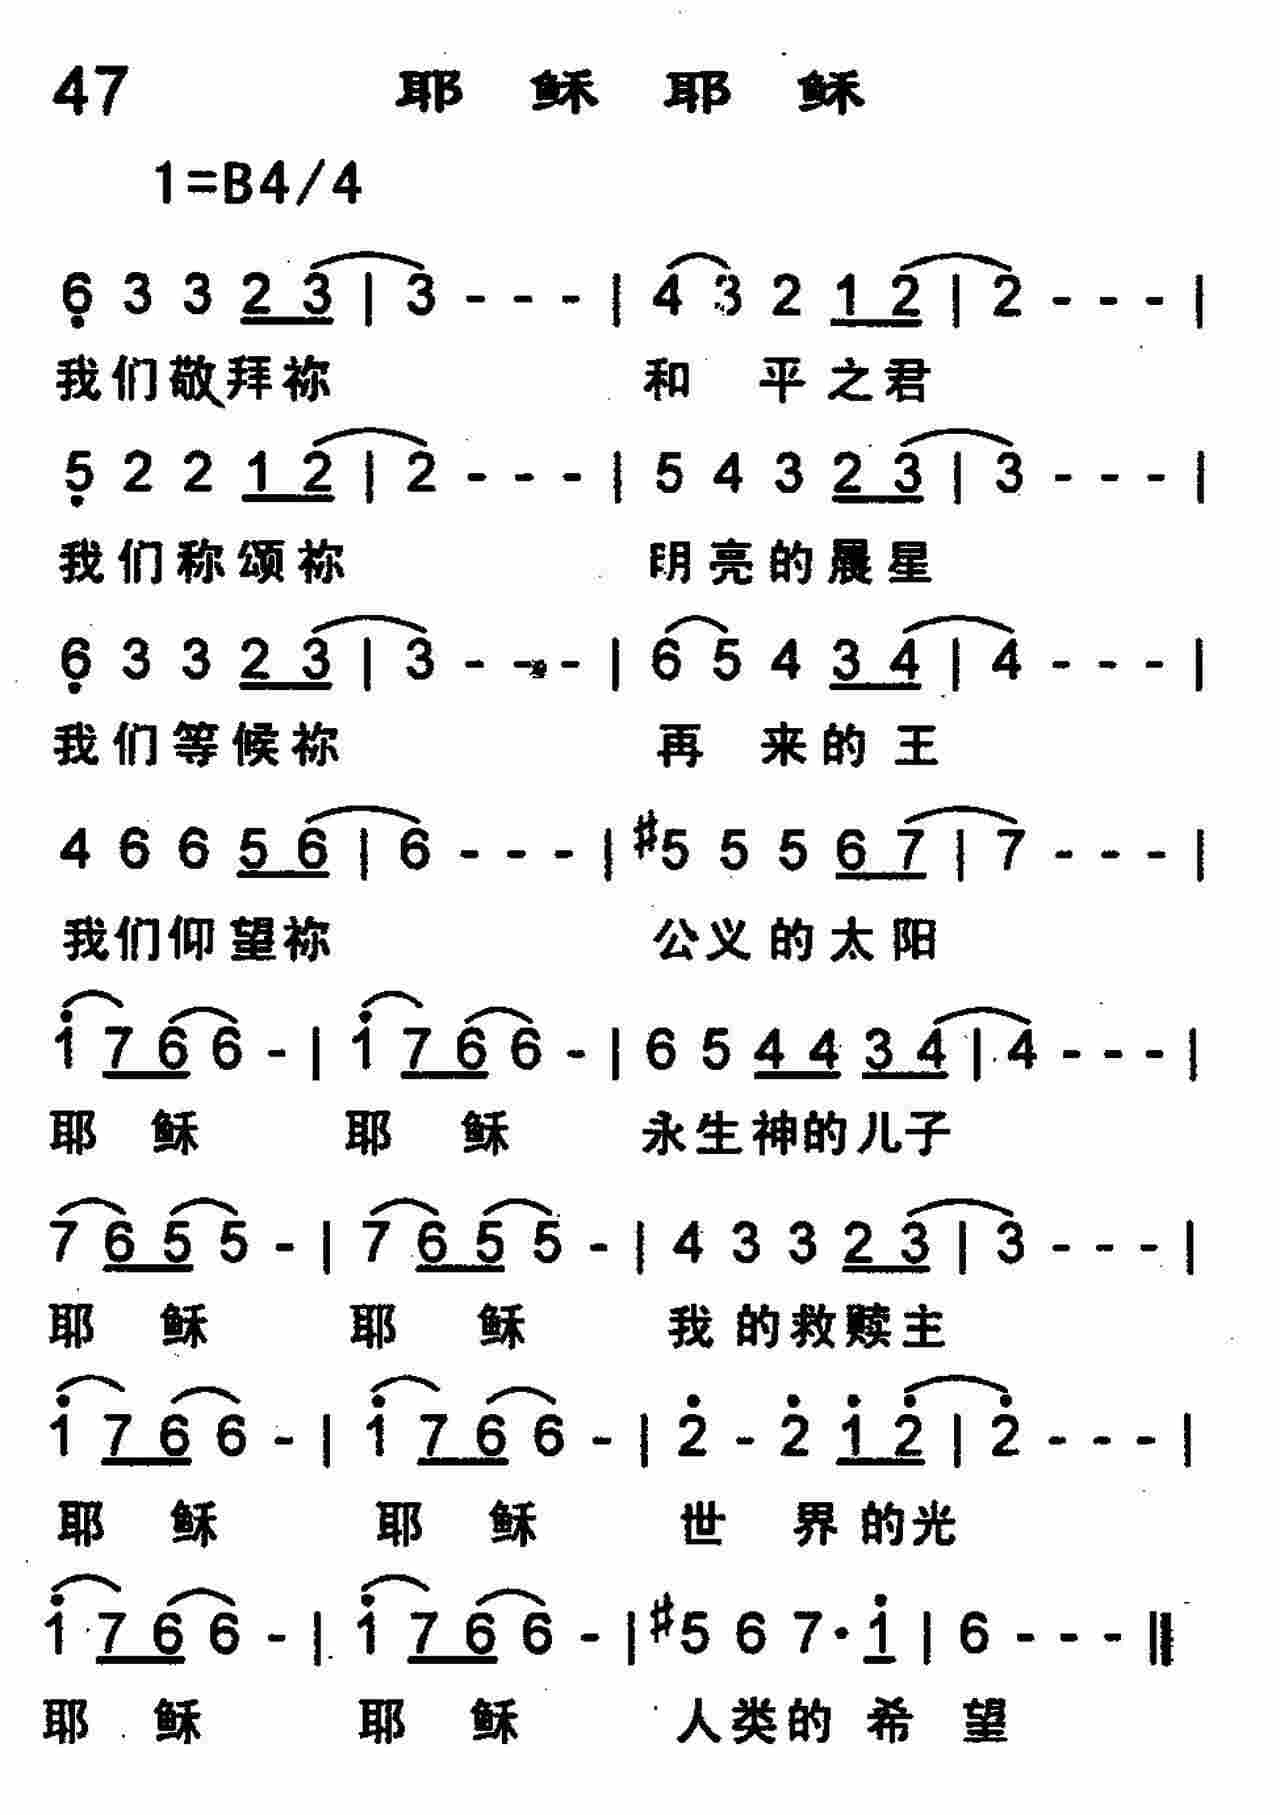 47 耶稣耶稣
1=B4/4
6 3 3 2 3 | 3 - - - | 4 3 2 1 2 | 2 - - - |
我们敬拜祢 和平之君
5 2 2 1 2 | 2 - - - | 5 4 3 2 3 | 3 - - - |
我们称颂祢 明亮的晨星
6 3 3 2 3 | 3 - - - | 6 5 4 3 4 | 4 - - - |
我们等候祢 再来的王
4 6 6 5 6 | 6 - - - | #5 5 5 6 7 | 7 - - - |
我们仰望祢 公义的太阳
1 7 6 6 - | 1 7 6 6 - | 6 5 4 4 3 4 | 4 - - - |
耶稣 耶稣 永生神的儿子
7 6 5 5 - | 7 6 5 5 - | 4 3 3 2 3 | 3 - - - |
耶稣 耶稣 我的救赎主
1 7 6 6 - | 1 7 6 6 - | 2 - 2 1 2 | 2 - - - |
耶稣 耶稣 世界的光
1 7 6 6 - | 1 7 6 6 - | #5 6 7 · 1 | 6 - - - ‖
耶稣 耶稣 人类的希望